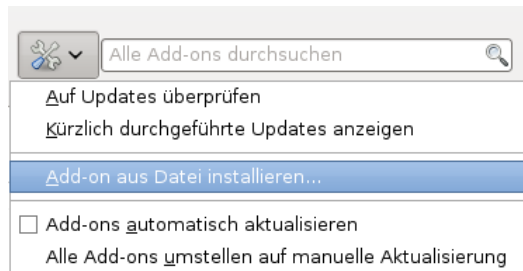 Alle Add-ons durchsuchen
Auf Updates überprüfen
Kürzlich durchgeführte Updates anzeigen
Add-on aus Datei installieren...
Add-ons automatisch aktualisieren
Alle Add-ons umstellen auf manuelle Aktualisierung